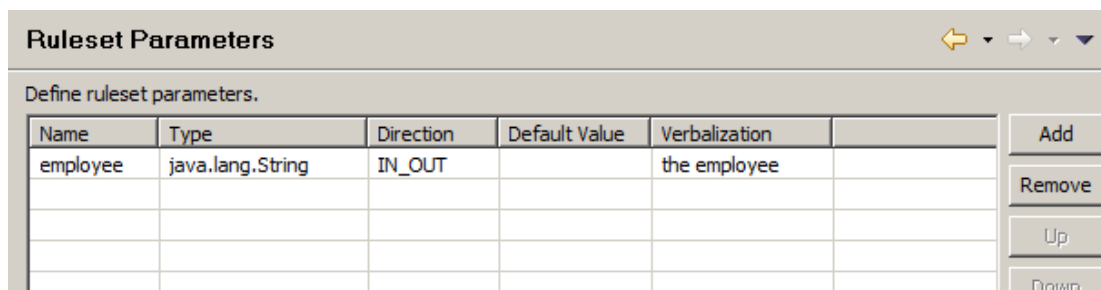 Ruleset Parameters
Define ruleset parameters.
Name Type Direction Default Value Verbalization
employee java.lang.String IN_OUT the employee
Add
Remove
Up
Down